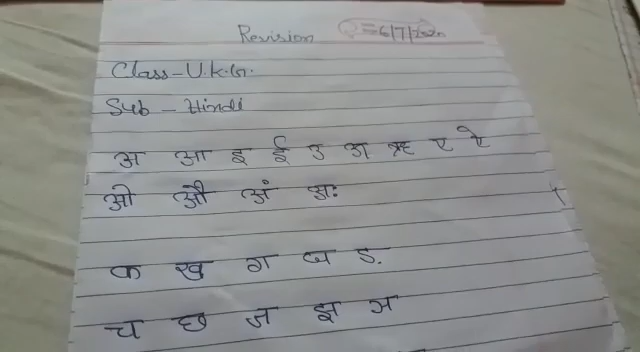 Revision D=6/7/2020
Class-U.K.G.
Sub - Hindi
अ आ इ ई उ ऊ ऋ ए ऐ
ओ औ अं अः
क ख ग घ ङ
च छ ज झ ञ